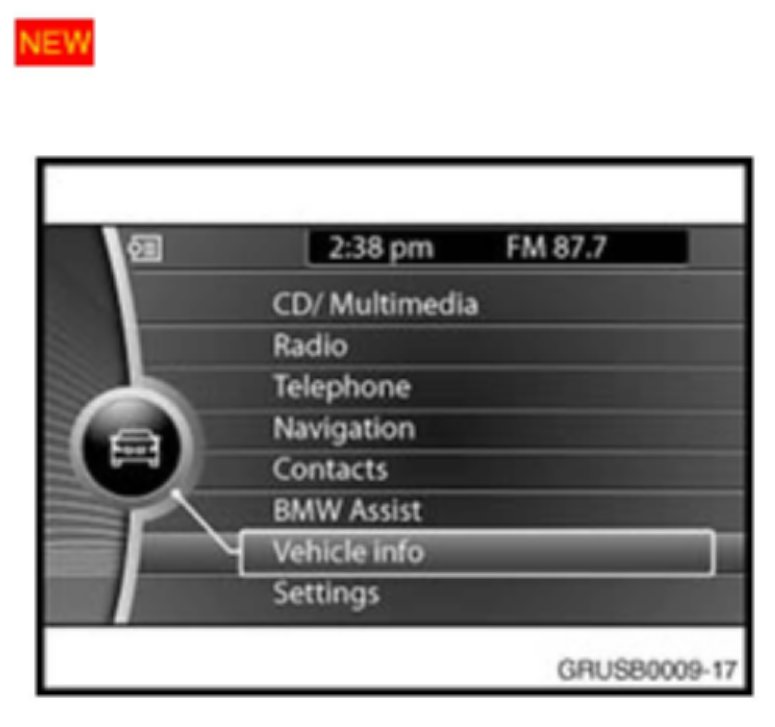 NEW
2:38 pm FM 87.7
CD/ Multimedia
Radio
Telephone
Navigation
Contacts
BMW Assist
Vehicle info
Settings
GRUSB0009-17